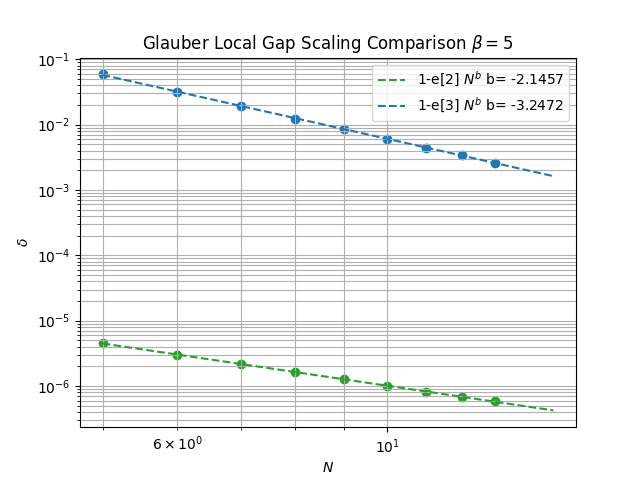 Glauber Local Gap Scaling Comparison β = 5
1-e[2] N^b b= -2.1457
1-e[3] N^b b= -3.2472
δ
10^−1
10^−2
10^−3
10^−4
10^−5
10^−6
6 × 10^0
10^1
N